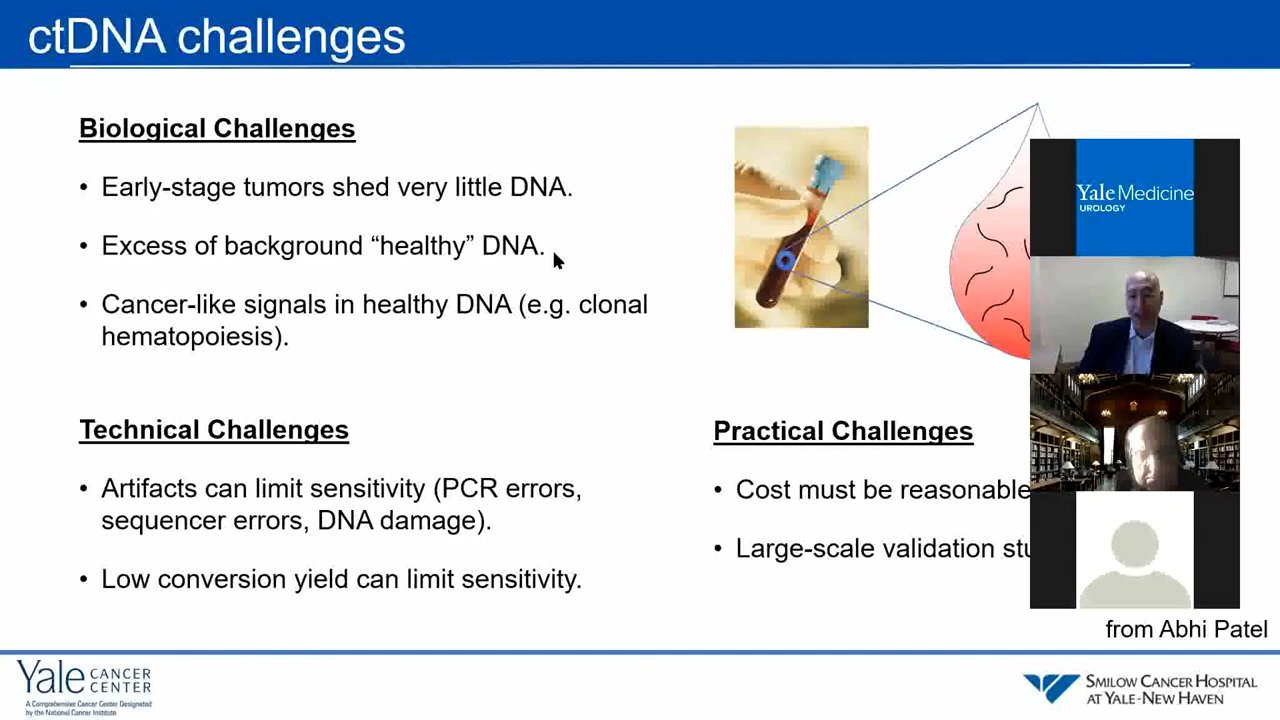 ctDNA challenges
Biological Challenges
• Early-stage tumors shed very little DNA.
• Excess of background “healthy” DNA.
• Cancer-like signals in healthy DNA (e.g. clonal
hematopoiesis).
Technical Challenges
• Artifacts can limit sensitivity (PCR errors,
sequencer errors, DNA damage).
• Low conversion yield can limit sensitivity.
Practical Challenges
• Cost must be reasonable
• Large-scale validation
Yale Medicine
UROLOGY
from Abhi Patel
Yale CANCER
CENTER
A Comprehensive Cancer Center Designated
by the National Cancer Institute
SMILOW CANCER HOSPITAL
AT YALE-NEW HAVEN